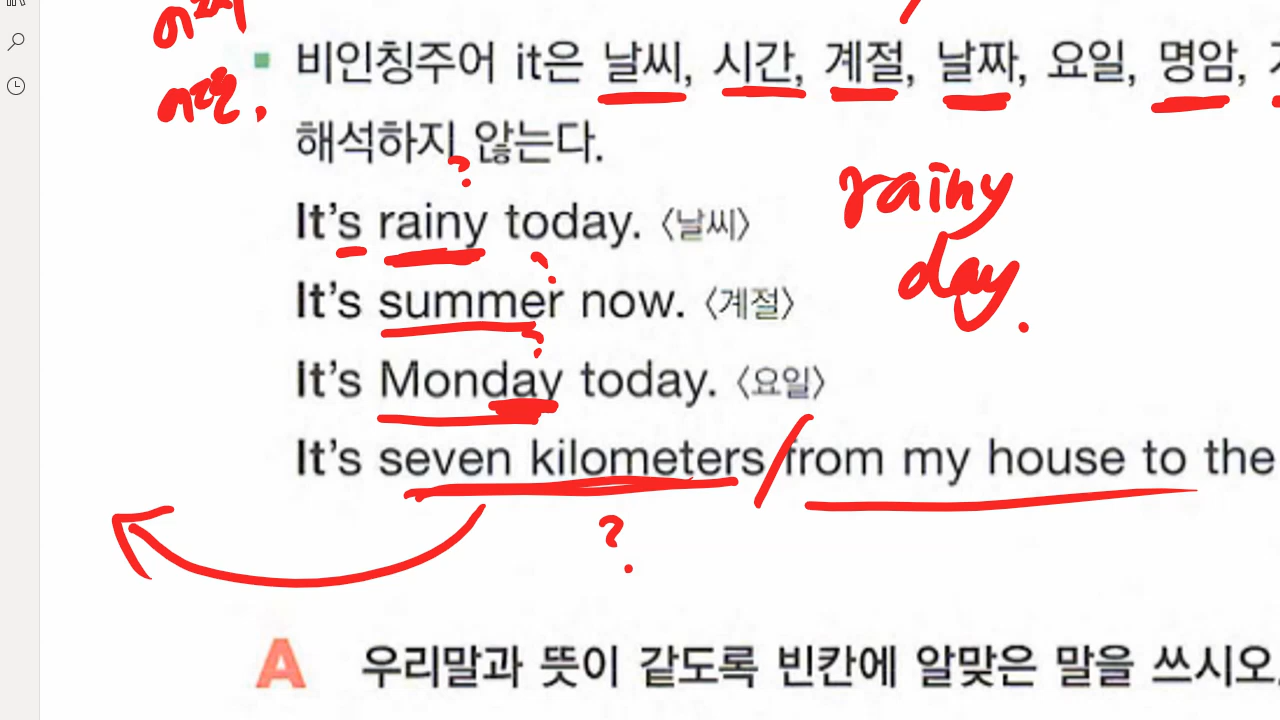 비인칭주어 it은 날씨, 시간, 계절, 날짜, 요일, 명암,
해석하지 않는다.
rainy
It's rainy today. 〈날씨〉
day.
It's summer now. 〈계절〉
It's Monday today. 〈요일〉
It's seven kilometers from my house to the
?
A 우리말과 뜻이 같도록 빈칸에 알맞은 말을 쓰시오.